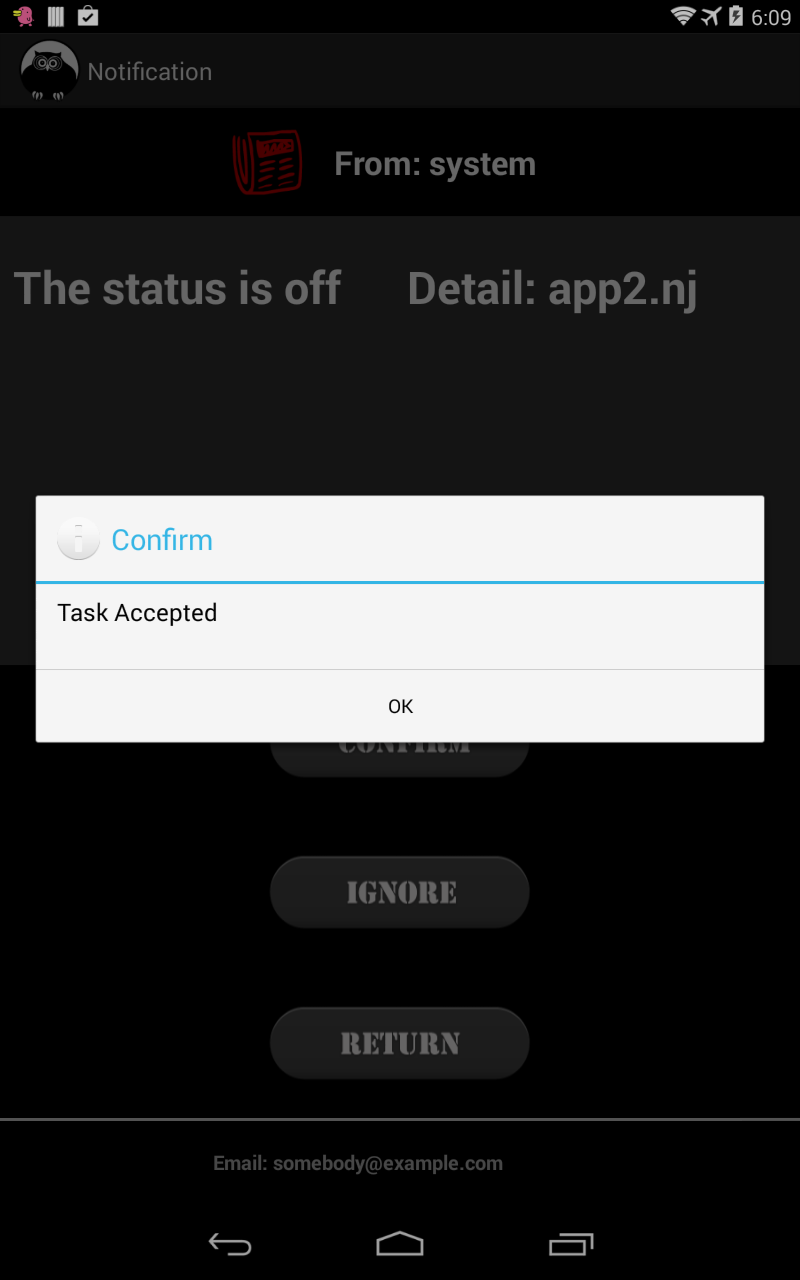 6:09
Notification
From: system
The status is off Detail: app2.nj
Confirm
Task Accepted
OK
CONFIRM
IGNORE
RETURN
Email: somebody@example.com